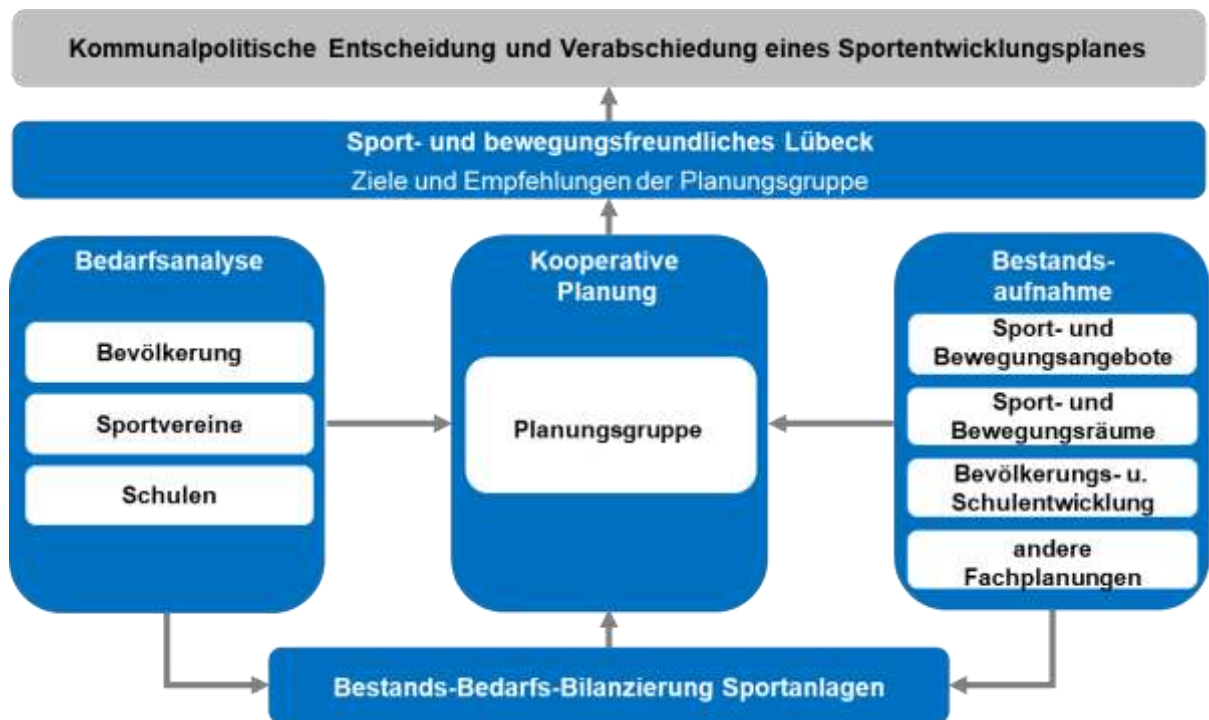 Kommunalpolitische Entscheidung und Verabschiedung eines Sportentwicklungsplanes
Sport- und bewegungsfreundliches Lübeck
Ziele und Empfehlungen der Planungsgruppe
Bedarfsanalyse
Bevölkerung
Sportvereine
Schulen
Kooperative
Planung
Planungsgruppe
Bestands-
aufnahme
Sport- und
Bewegungsangebote
Sport- und
Bewegungsräume
Bevölkerungs- u.
Schulentwicklung
andere
Fachplanungen
Bestands-Bedarfs-Bilanzierung Sportanlagen